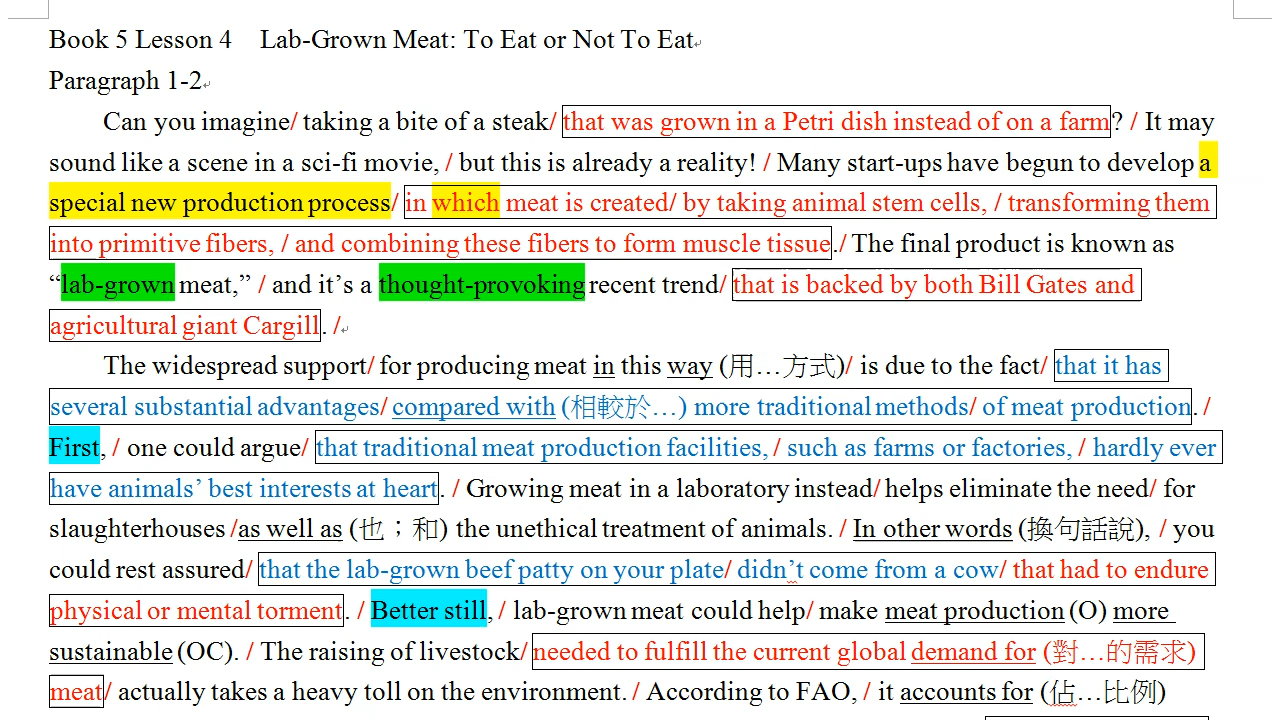 Book 5 Lesson 4    Lab-Grown Meat: To Eat or Not To Eat
Paragraph 1-2
Can you imagine/ taking a bite of a steak/ that was grown in a Petri dish instead of on a farm? / It may
sound like a scene in a sci-fi movie, / but this is already a reality! / Many start-ups have begun to develop a
special new production process/ in which meat is created/ by taking animal stem cells, / transforming them
into primitive fibers, / and combining these fibers to form muscle tissue./ The final product is known as
“lab-grown meat,” / and it’s a thought-provoking recent trend/ that is backed by both Bill Gates and
agricultural giant Cargill. /
The widespread support/ for producing meat in this way (用…方式)/ is due to the fact/ that it has
several substantial advantages/ compared with (相較於…) more traditional methods/ of meat production. /
First, / one could argue/ that traditional meat production facilities, / such as farms or factories, / hardly ever
have animals’ best interests at heart. / Growing meat in a laboratory instead/ helps eliminate the need/ for
slaughterhouses /as well as (也；和) the unethical treatment of animals. / In other words (換句話說), / you
could rest assured/ that the lab-grown beef patty on your plate/ didn’t come from a cow/ that had to endure
physical or mental torment. / Better still, / lab-grown meat could help/ make meat production (O) more
sustainable (OC). / The raising of livestock/ needed to fulfill the current global demand for (對…的需求)
meat/ actually takes a heavy toll on the environment. / According to FAO, / it accounts for (佔…比例)